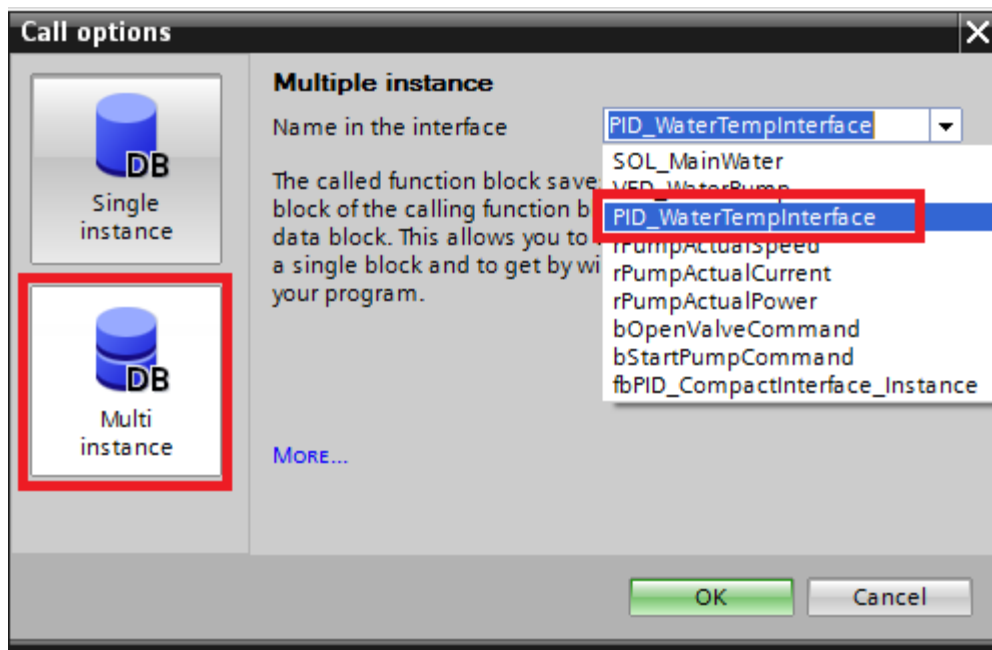 Call options
DB
Single
instance
DB
Multi
instance
Multiple instance
Name in the interface
PID_WaterTempInterface
The called function block save
block of the calling function b
data block. This allows you to
a single block and to get by wi
your program.
SOL_MainWater
VFD_WaterPump
PID_WaterTempInterface
rPumpActualSpeed
rPumpActualCurrent
rPumpActualPower
bOpenValveCommand
bStartPumpCommand
fbPID_CompactInterface_Instance
MORE...
OK
Cancel